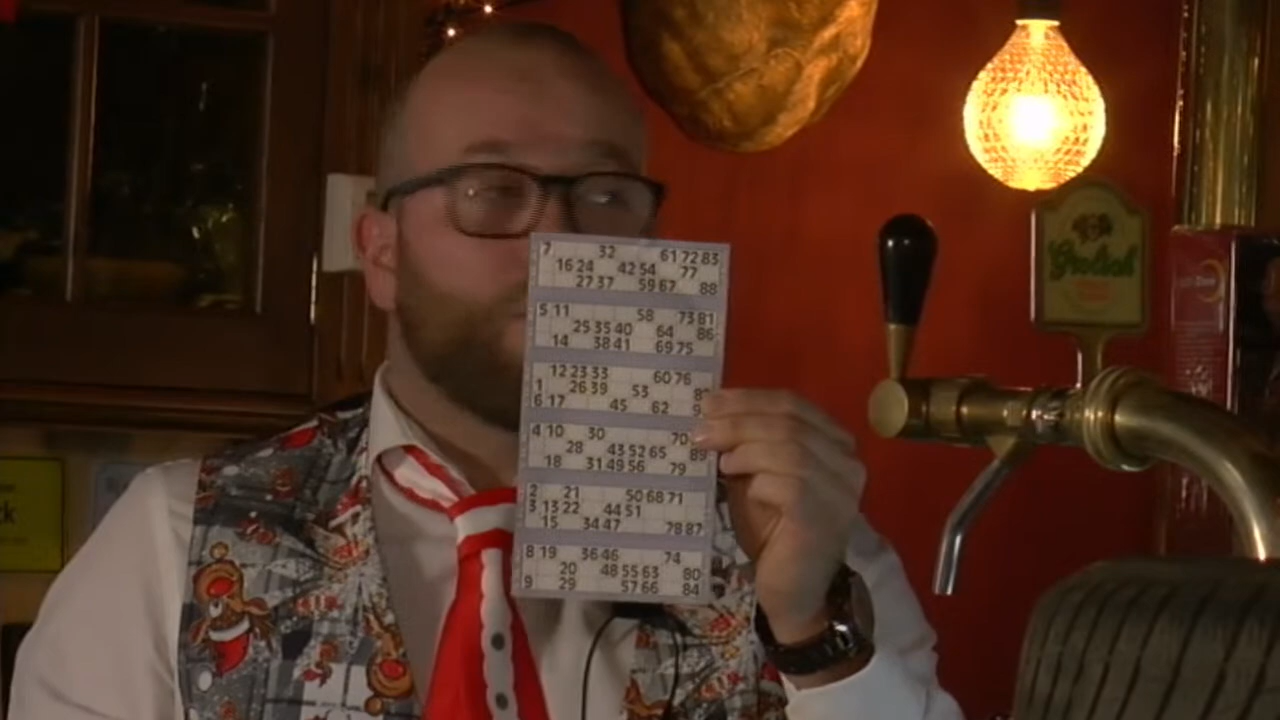 7 32 61 72 83
16 24 42 54 77
27 37 59 67 88
5 11 58 73 81
25 35 40 64 86
14 38 41 69 75
12 23 33 60 76
1 26 39 53
6 17 45 62
4 10 30 70
28 43 52 65 89
18 31 49 56 79
2 21 50 68 71
3 13 22 44 51
15 34 47 78 87
8 19 36 46 74
20 48 55 63 80
9 29 57 66 84
Grolsch